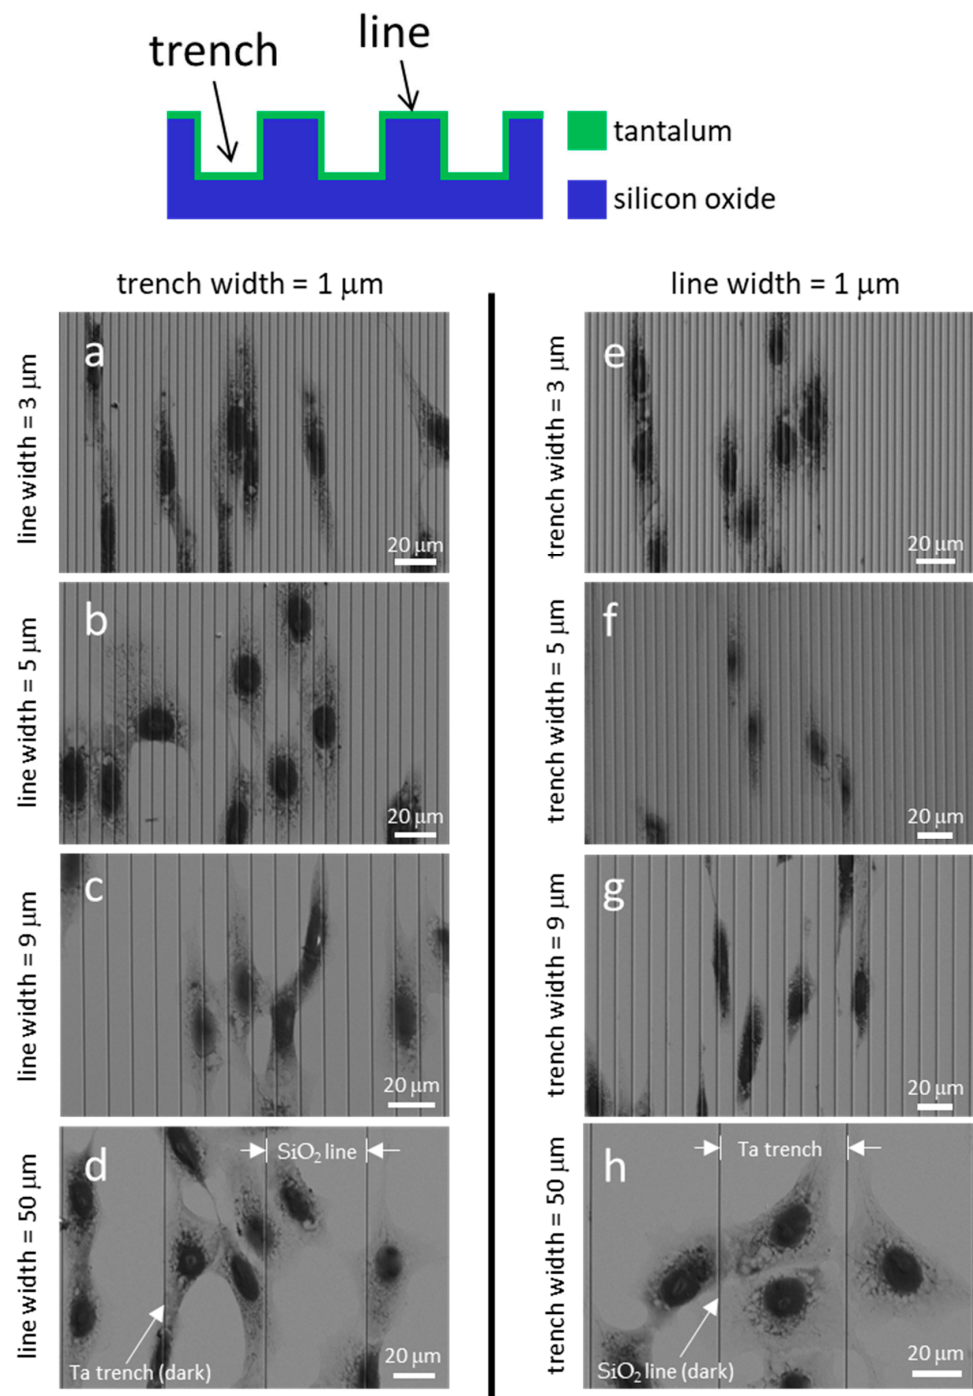 trench
line
tantalum
silicon oxide
trench width = 1 μm
line width = 1 μm
line width = 3 μm
a
20 μm
trench width = 3 μm
e
20 μm
line width = 5 μm
b
20 μm
trench width = 5 μm
f
20 μm
line width = 9 μm
c
20 μm
trench width = 9 μm
g
20 μm
line width = 50 μm
d
SiO₂ line
Ta trench (dark)
20 μm
trench width = 50 μm
h
Ta trench
SiO₂ line (dark)
20 μm